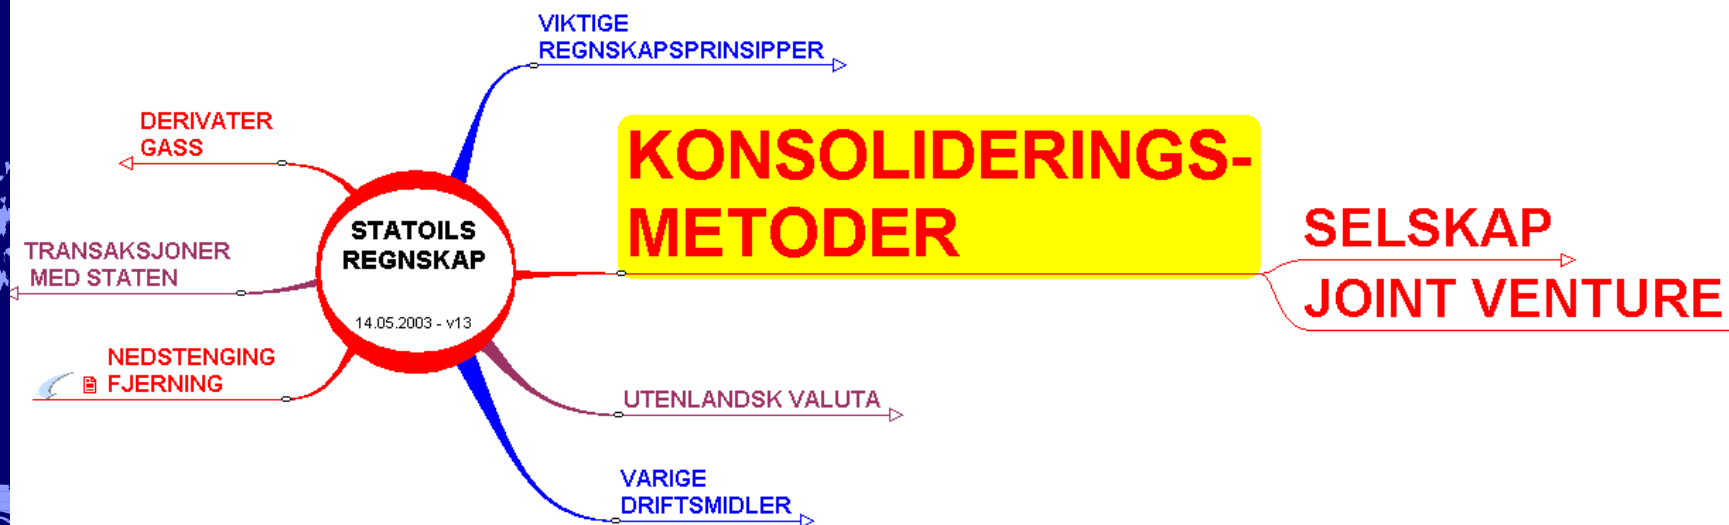 VIKTIGE
REGNSKAPSPRINSIPPER
DERIVATER
GASS
KONSOLIDERINGS-
METODER
SELSKAP
JOINT VENTURE
STATOILS
REGNSKAP
14.05.2003 - v13
TRANSAKSJONER
MED STATEN
NEDSTENGING
FJERNING
UTENLANDSK VALUTA
VARIGE
DRIFTSMIDLER